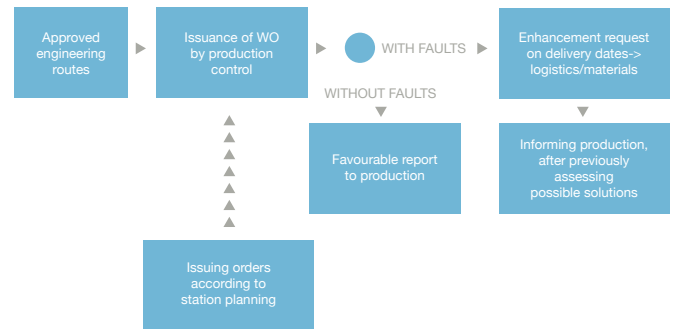 Approved
engineering
routes
Issuance of WO
by production
control
WITH FAULTS
Enhancement request
on delivery dates->
logistics/materials
WITHOUT FAULTS
Favourable report
to production
Informing production,
after previously
assessing
possible solutions
Issuing orders
according to
station planning